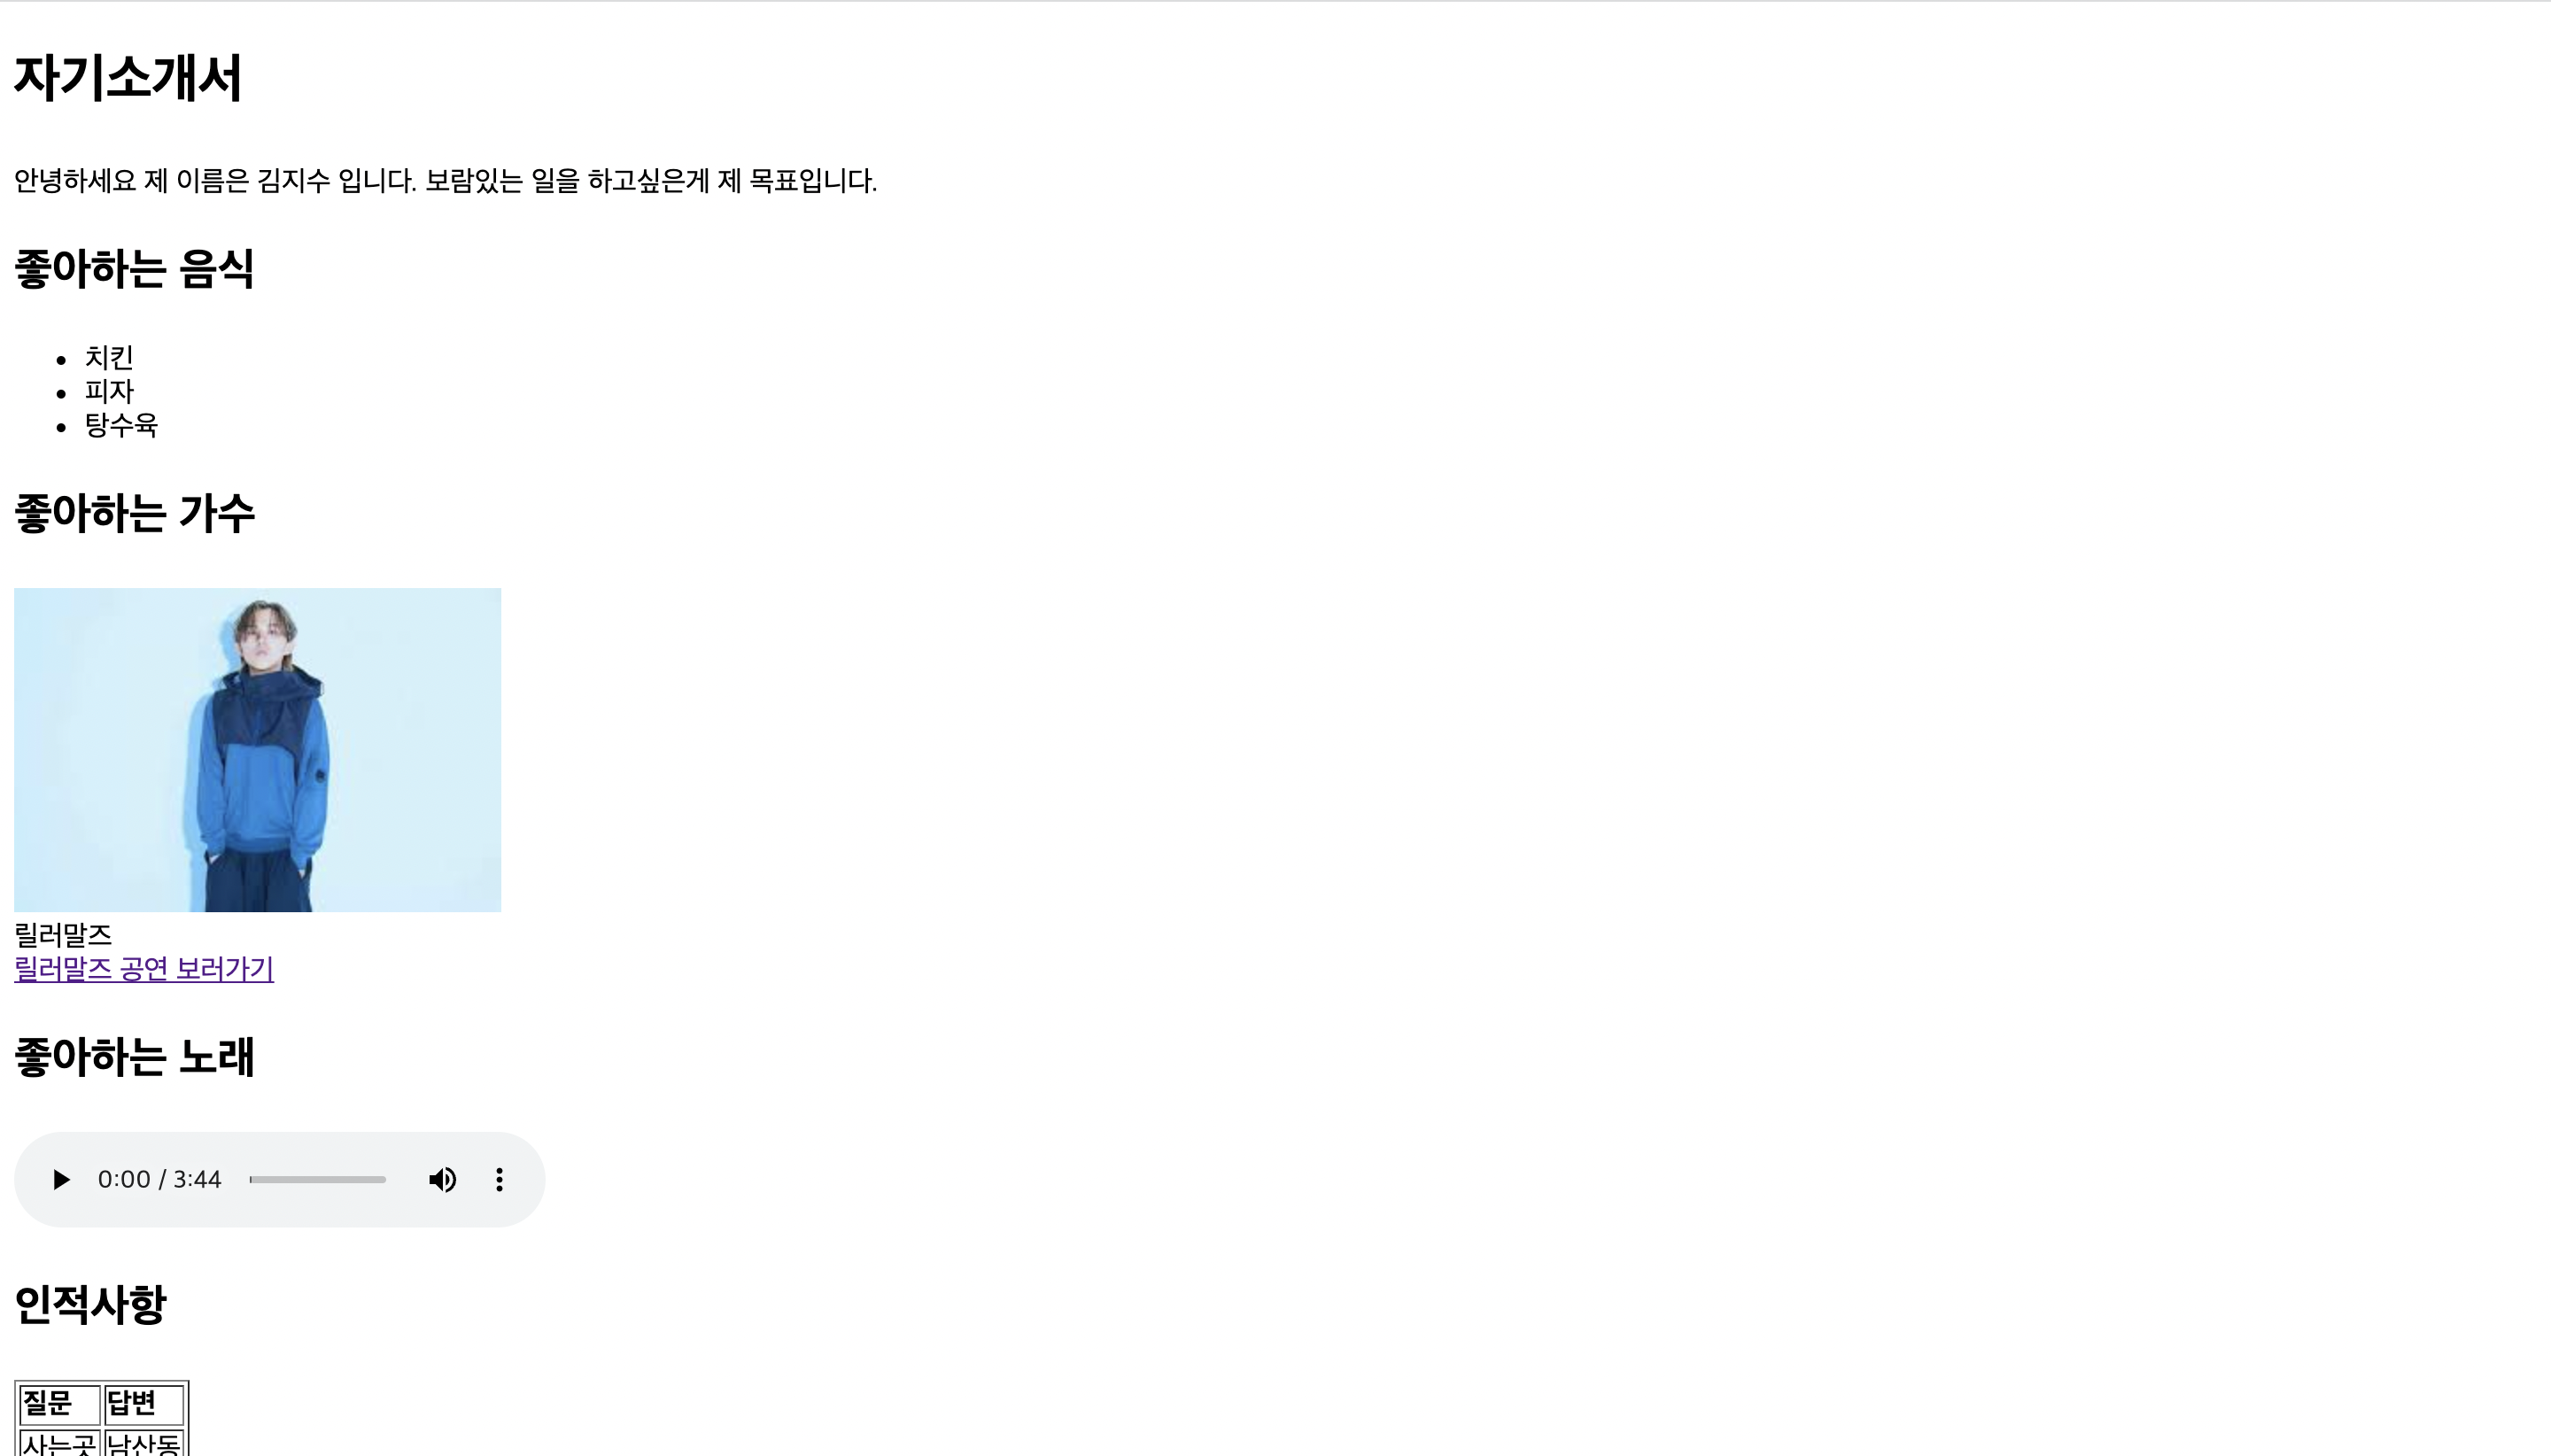 자기소개서
안녕하세요 제 이름은 김지수 입니다. 보람있는 일을 하고싶은게 제 목표입니다.
좋아하는 음식
치킨
피자
탕수육
좋아하는 가수
릴러말즈
릴러말즈 공연 보러가기
좋아하는 노래
0:00 / 3:44
인적사항
질문 답변
사는곳 남산동